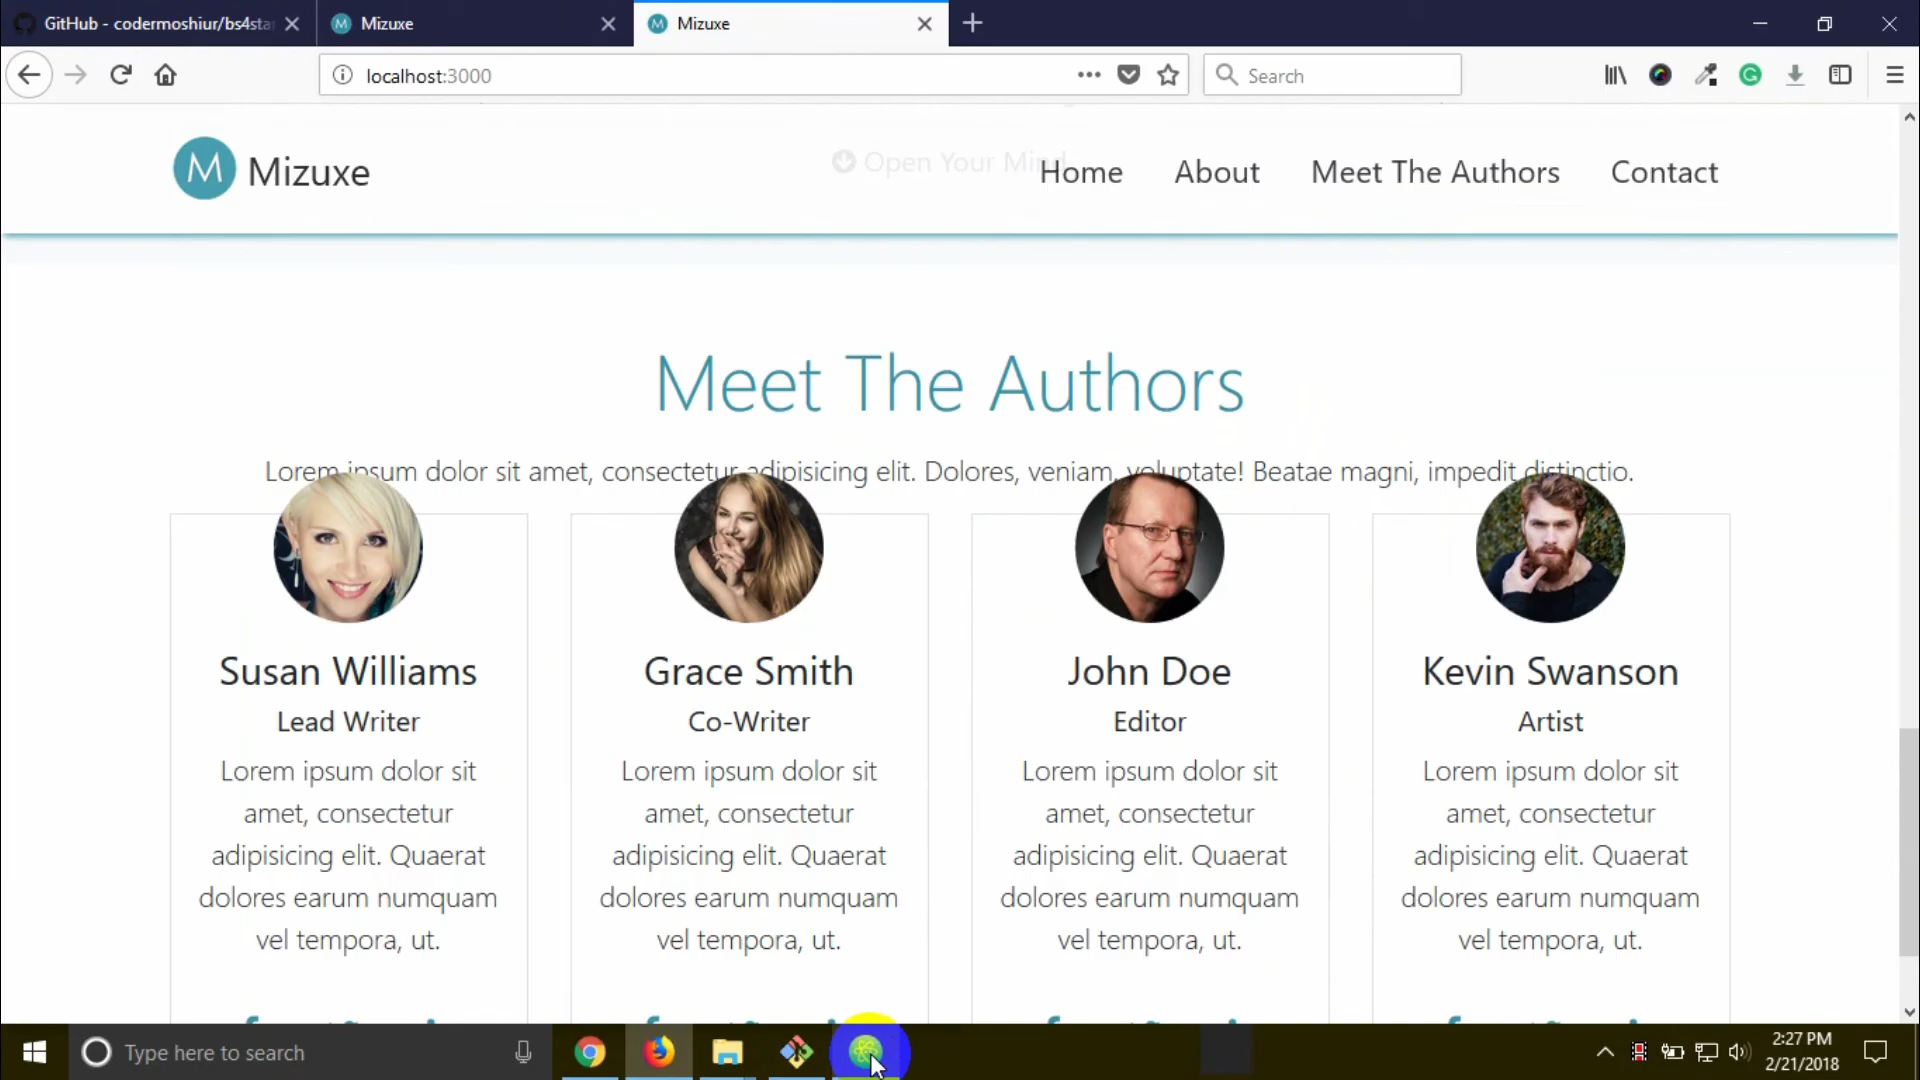 GitHub - codermoshiur/bs4sta
Mizuxe
Mizuxe
localhost:3000
Search
M Mizuxe
Open Your Mind
Home
About
Meet The Authors
Contact
Meet The Authors
Lorem ipsum dolor sit amet, consectetur adipisicing elit. Dolores, veniam, voluptate! Beatae magni, impedit distinctio.
Susan Williams
Lead Writer
Lorem ipsum dolor sit
amet, consectetur
adipisicing elit. Quaerat
dolores earum numquam
vel tempora, ut.
Grace Smith
Co-Writer
Lorem ipsum dolor sit
amet, consectetur
adipisicing elit. Quaerat
dolores earum numquam
vel tempora, ut.
John Doe
Editor
Lorem ipsum dolor sit
amet, consectetur
adipisicing elit. Quaerat
dolores earum numquam
vel tempora, ut.
Kevin Swanson
Artist
Lorem ipsum dolor sit
amet, consectetur
adipisicing elit. Quaerat
dolores earum numquam
vel tempora, ut.
Type here to search
2:27 PM
2/21/2018